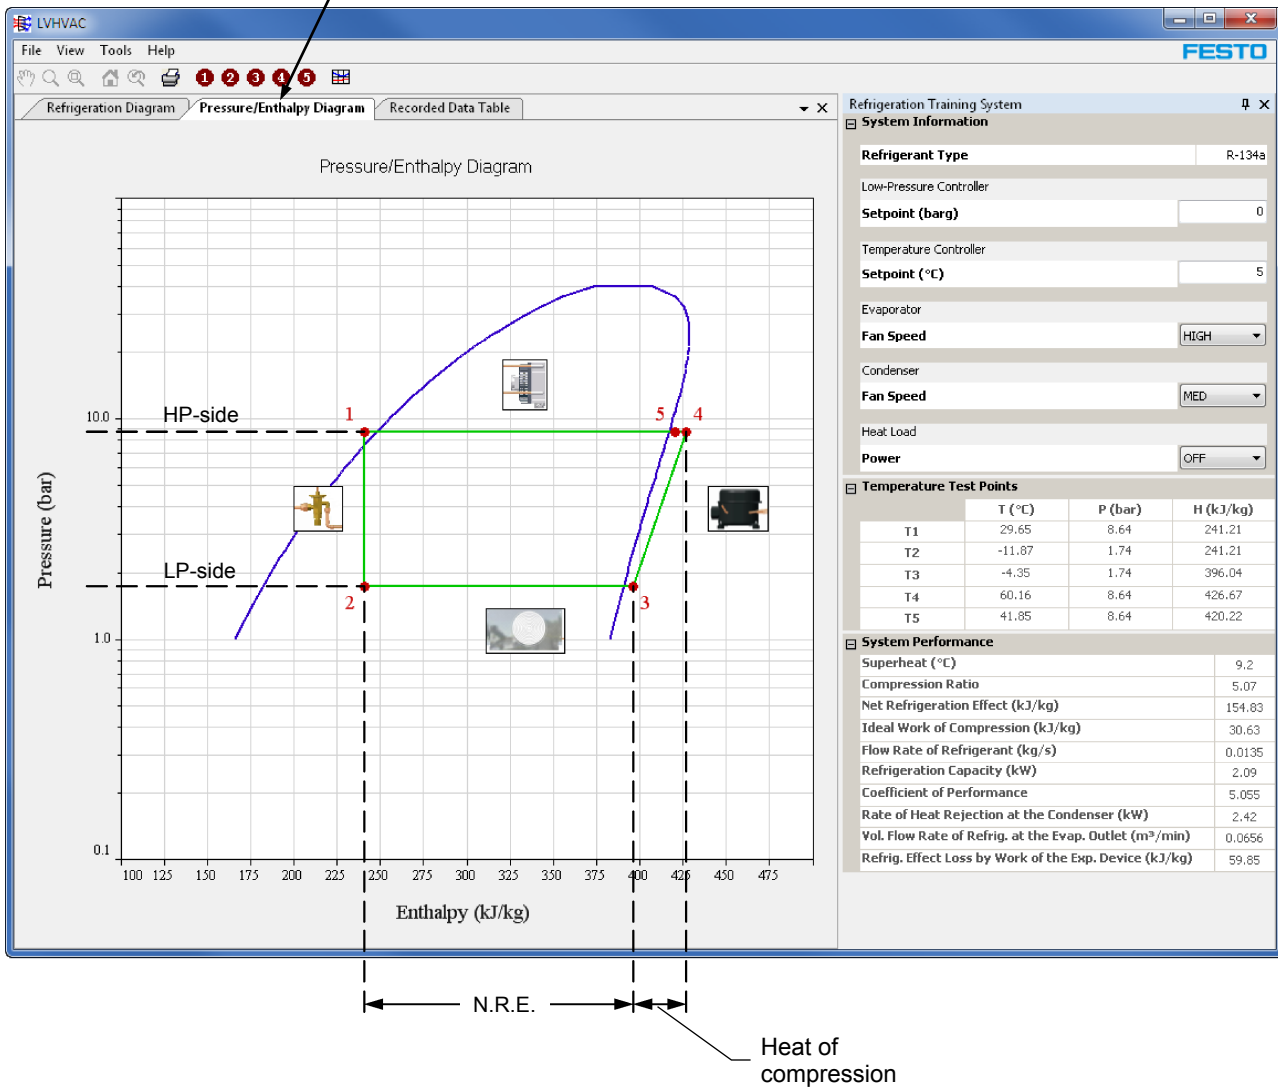 LVHVAC
File View Tools Help
FESTO
1 2 3 4 5
Refrigeration Diagram Pressure/Enthalpy Diagram Recorded Data Table
Pressure/Enthalpy Diagram
Pressure (bar)
10.0
1.0
0.1
HP-side
LP-side
1
5 4
2
3
100 125 150 175 200 225 250 275 300 325 350 375 400 425 450 475
Enthalpy (kJ/kg)
N.R.E.
Heat of
compression
Refrigeration Training System
System Information
Refrigerant Type R-134a
Low-Pressure Controller
Setpoint (barg) 0
Temperature Controller
Setpoint (°C) 5
Evaporator
Fan Speed HIGH
Condenser
Fan Speed MED
Heat Load
Power OFF
Temperature Test Points
T (°C) P (bar) H (kJ/kg)
T1 29.65 8.64 241.21
T2 -11.87 1.74 241.21
T3 -4.35 1.74 396.04
T4 60.16 8.64 426.67
T5 41.85 8.64 420.22
System Performance
Superheat (°C) 9.2
Compression Ratio 5.07
Net Refrigeration Effect (kJ/kg) 154.83
Ideal Work of Compression (kJ/kg) 30.63
Flow Rate of Refrigerant (kg/s) 0.0135
Refrigeration Capacity (kW) 2.09
Coefficient of Performance 5.055
Rate of Heat Rejection at the Condenser (kW) 2.42
Vol. Flow Rate of Refrig. at the Evap. Outlet (m³/min) 0.0656
Refrig. Effect Loss by Work of the Exp. Device (kJ/kg) 59.85